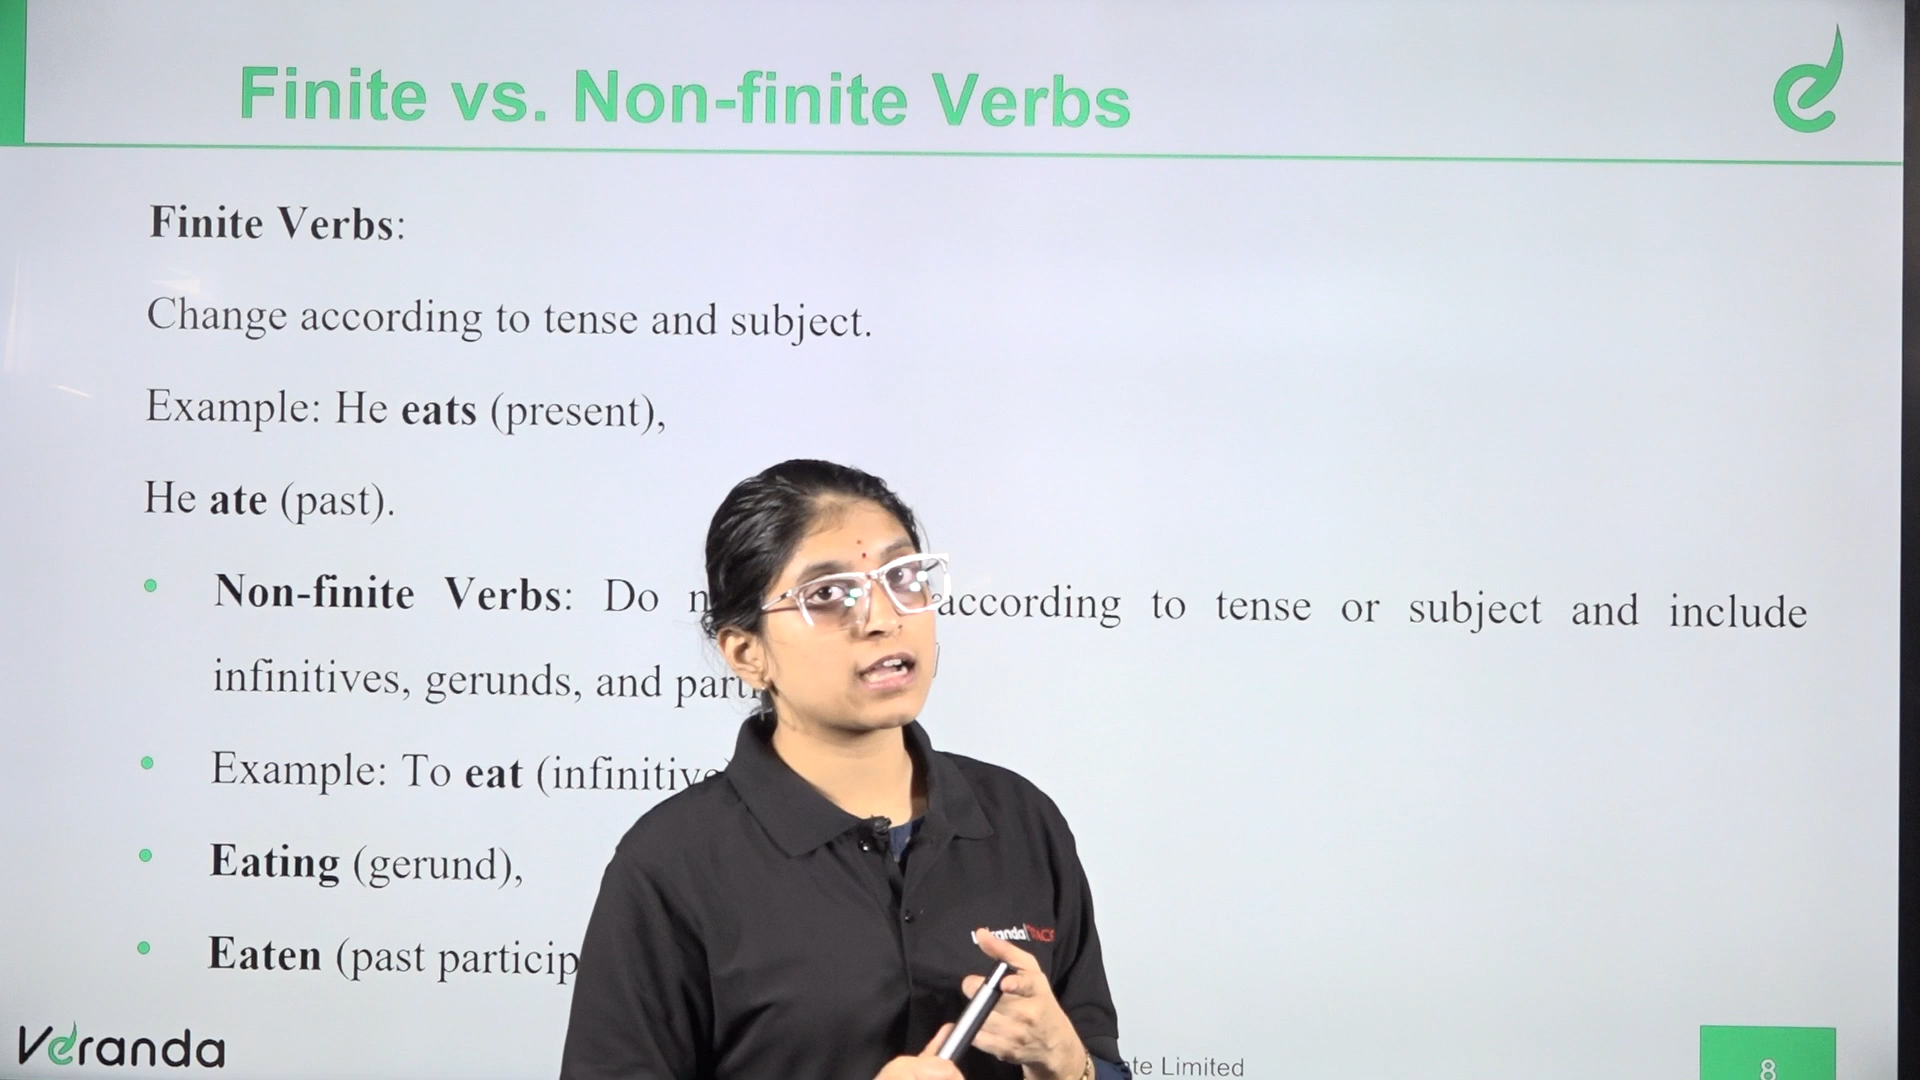 Finite vs. Non-finite Verbs
Finite Verbs:
Change according to tense and subject.
Example: He eats (present),
He ate (past).
• Non-finite Verbs: Do according to tense or subject and include
infinitives, gerunds, and
• Example: To eat (infinitive
• Eating (gerund),
• Eaten (past
Veranda
Limited
8